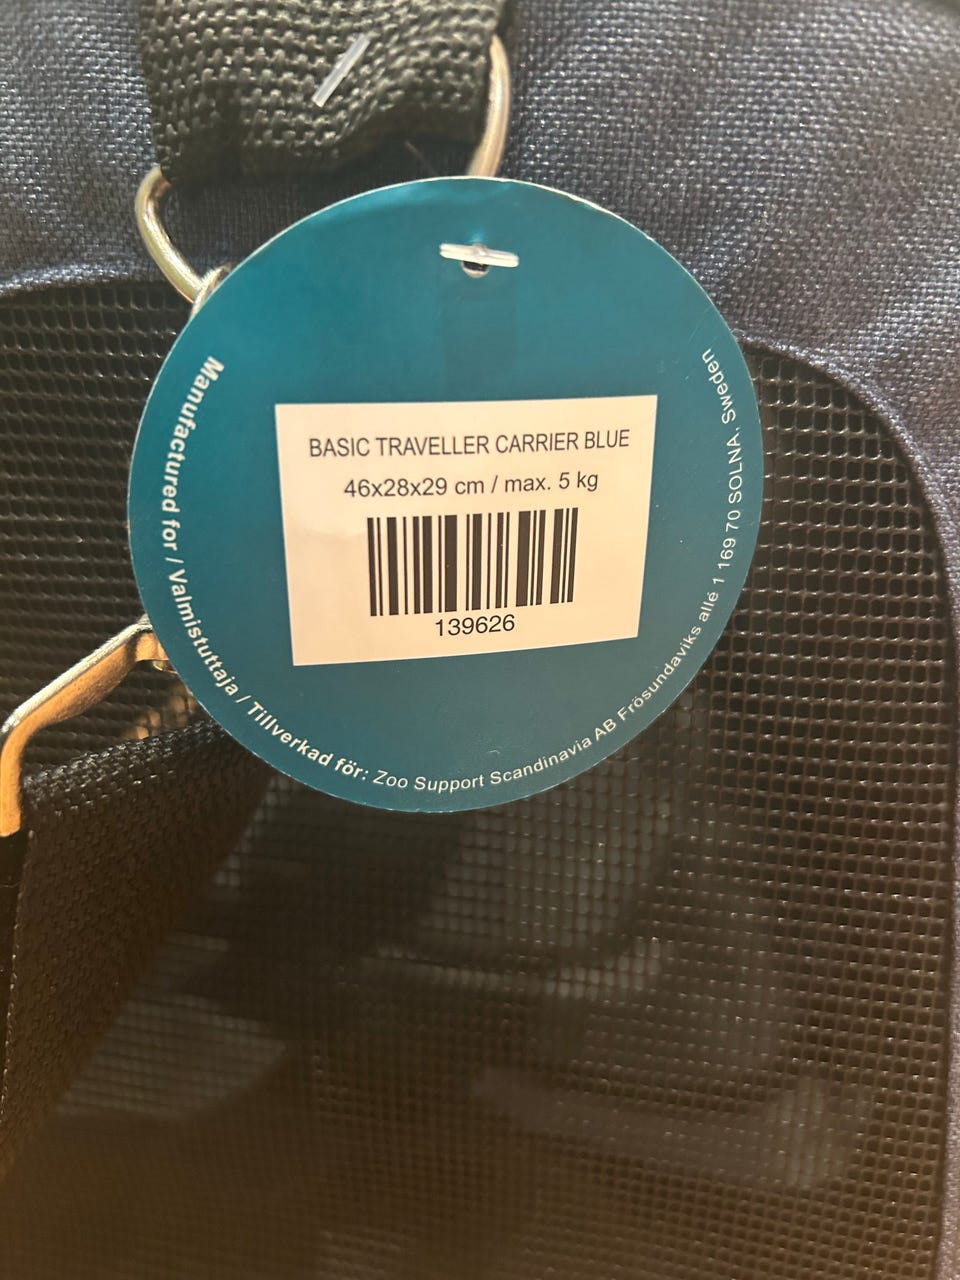 BASIC TRAVELLER CARRIER BLUE
46x28x29 cm / max. 5 kg
139626
Manufactured for / Valmistuttaja / Tillverkad för: Zoo Support Scandinavia AB Frösundaviks allé 1 169 70 SOLNA, Sweden